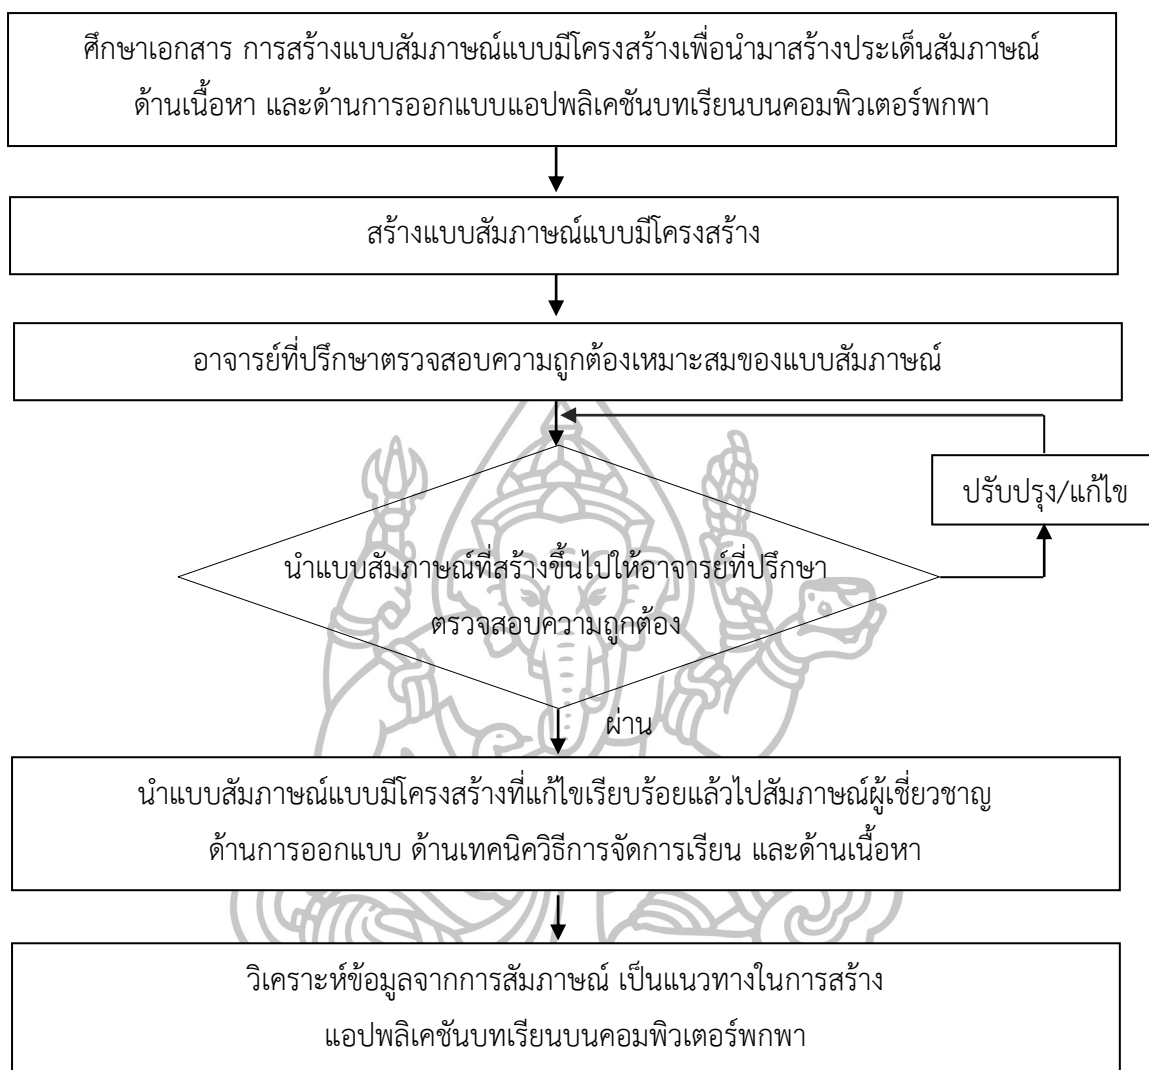 ศึกษาเอกสาร การสร้างแบบสัมภาษณ์แบบมีโครงสร้างเพื่อนำมาสร้างประเด็นสัมภาษณ์
ด้านเนื้อหา และด้านการออกแบบแอปพลิเคชันบทเรียนบนคอมพิวเตอร์พกพา
สร้างแบบสัมภาษณ์แบบมีโครงสร้าง
อาจารย์ที่ปรึกษาตรวจสอบความถูกต้องเหมาะสมของแบบสัมภาษณ์
ปรับปรุง/แก้ไข
นำแบบสัมภาษณ์ที่สร้างขึ้นไปให้อาจารย์ที่ปรึกษา
ตรวจสอบความถูกต้อง
ผ่าน
นำแบบสัมภาษณ์แบบมีโครงสร้างที่แก้ไขเรียบร้อยแล้วไปสัมภาษณ์ผู้เชี่ยวชาญ
ด้านการออกแบบ ด้านเทคนิควิธีการจัดการเรียน และด้านเนื้อหา
วิเคราะห์ข้อมูลจากการสัมภาษณ์ เป็นแนวทางในการสร้าง
แอปพลิเคชันบทเรียนบนคอมพิวเตอร์พกพา